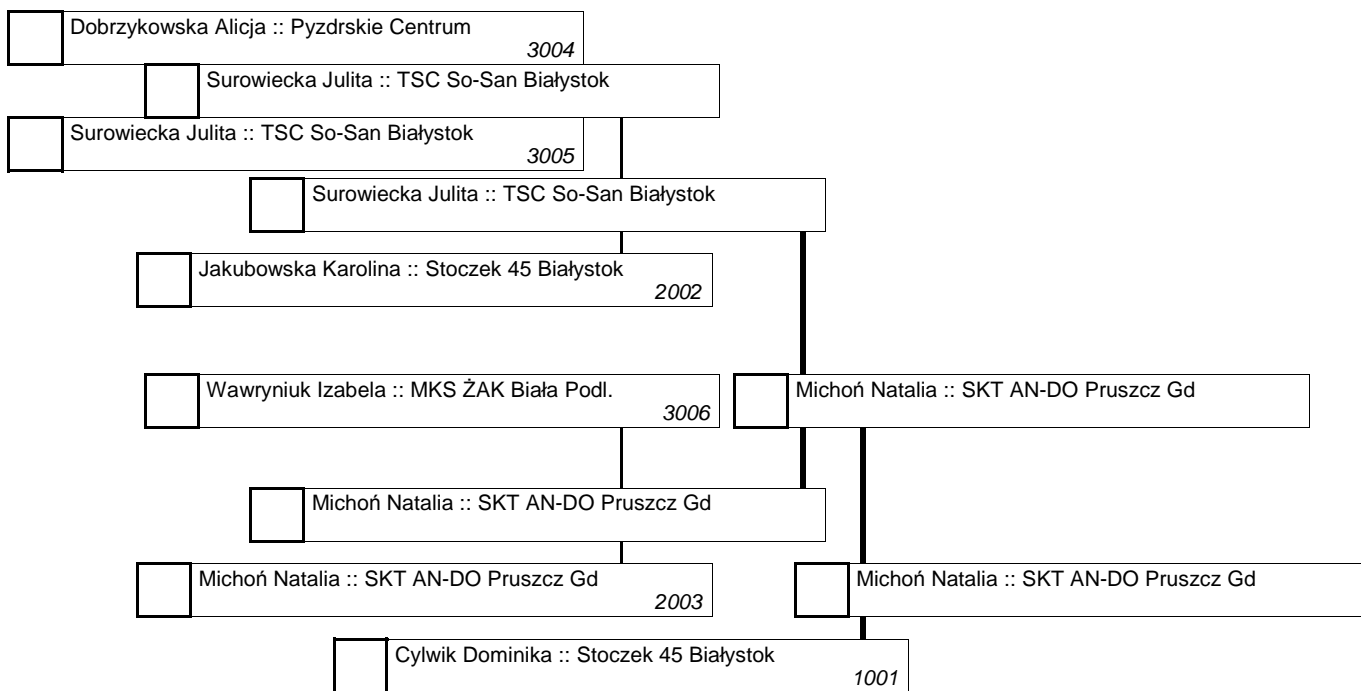 Dobrzykowska Alicja :: Pyzdrskie Centrum
3004
Surowiecka Julita :: TSC So-San Białystok
Surowiecka Julita :: TSC So-San Białystok
3005
Surowiecka Julita :: TSC So-San Białystok
Jakubowska Karolina :: Stoczek 45 Białystok
2002
Wawryniuk Izabela :: MKS ŻAK Biała Podl.
3006
Michoń Natalia :: SKT AN-DO Pruszcz Gd
Michoń Natalia :: SKT AN-DO Pruszcz Gd
Michoń Natalia :: SKT AN-DO Pruszcz Gd
2003
Michoń Natalia :: SKT AN-DO Pruszcz Gd
Cylwik Dominika :: Stoczek 45 Białystok
1001